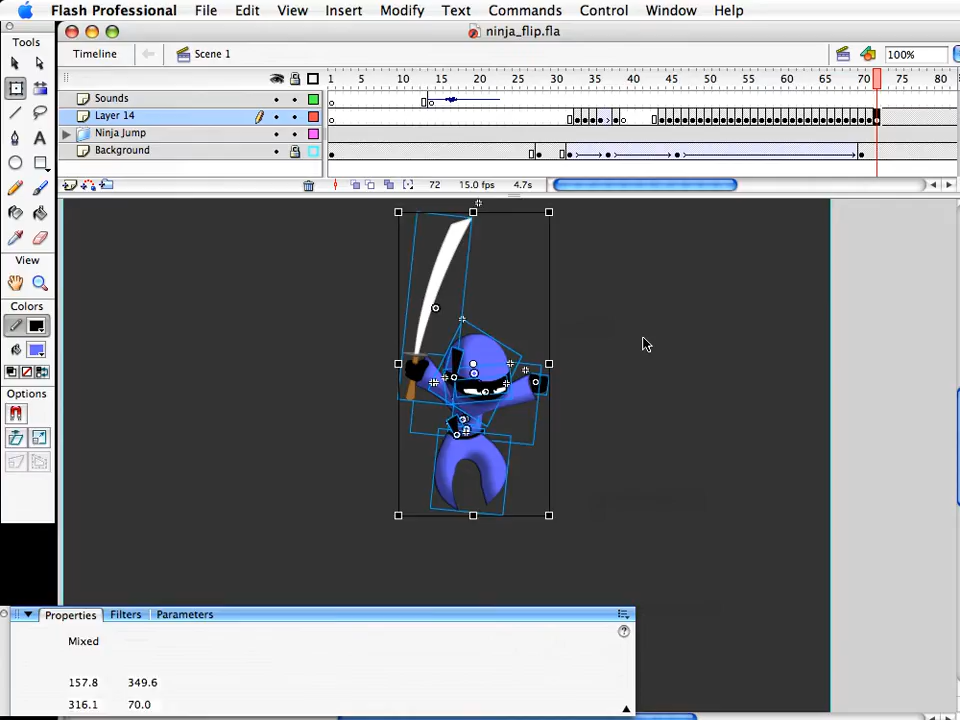 Flash Professional File Edit View Insert Modify Text Commands Control Window Help
ninja_flip.fla
Tools
Timeline Scene 1 100%
1 5 10 15 20 25 30 35 40 45 50 55 60 65 70 75 80
Sounds
Layer 14
Ninja Jump
Background
72 15.0 fps 4.7s
A
View
Colors
Options
Properties Filters Parameters
?
Mixed
157.8 349.6
316.1 70.0